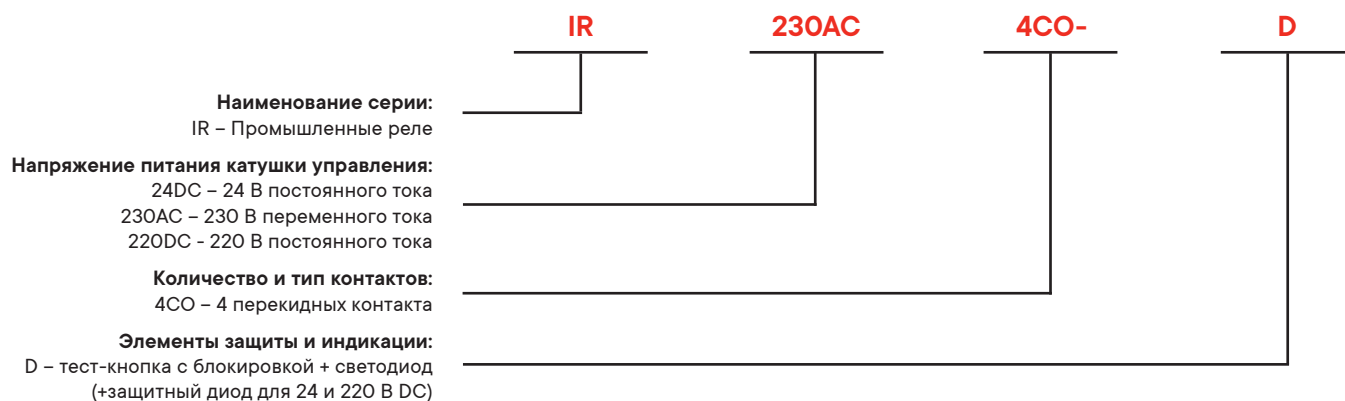 IR 230AC 4CO- D
Наименование серии:
IR – Промышленные реле
Напряжение питания катушки управления:
24DC – 24 В постоянного тока
230AC – 230 В переменного тока
220DC - 220 В постоянного тока
Количество и тип контактов:
4CO – 4 перекидных контакта
Элементы защиты и индикации:
D – тест-кнопка с блокировкой + светодиод
(+защитный диод для 24 и 220 В DC)